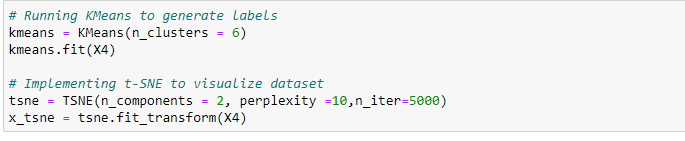 # Running KMeans to generate labels
kmeans = KMeans(n_clusters = 6)
kmeans.fit(X4)
# Implementing t-SNE to visualize dataset
tsne = TSNE(n_components = 2, perplexity =10,n_iter=5000)
x_tsne = tsne.fit_transform(X4)